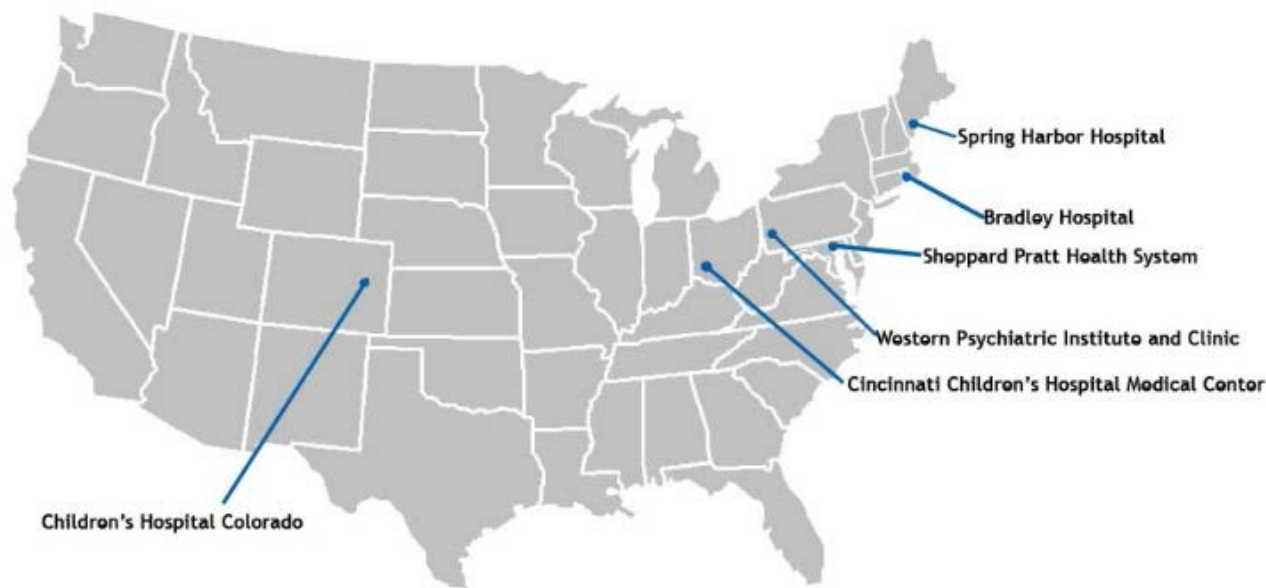 Spring Harbor Hospital
Bradley Hospital
Sheppard Pratt Health System
Western Psychiatric Institute and Clinic
Cincinnati Children's Hospital Medical Center
Children's Hospital Colorado